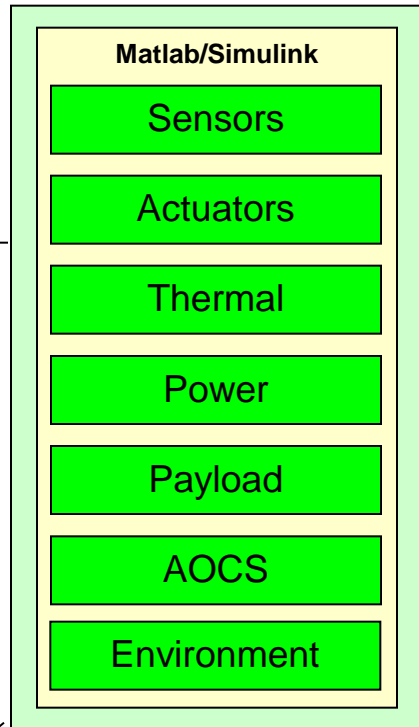 Matlab/Simulink
Sensors
Actuators
Thermal
Power
Payload
AOCS
Environment